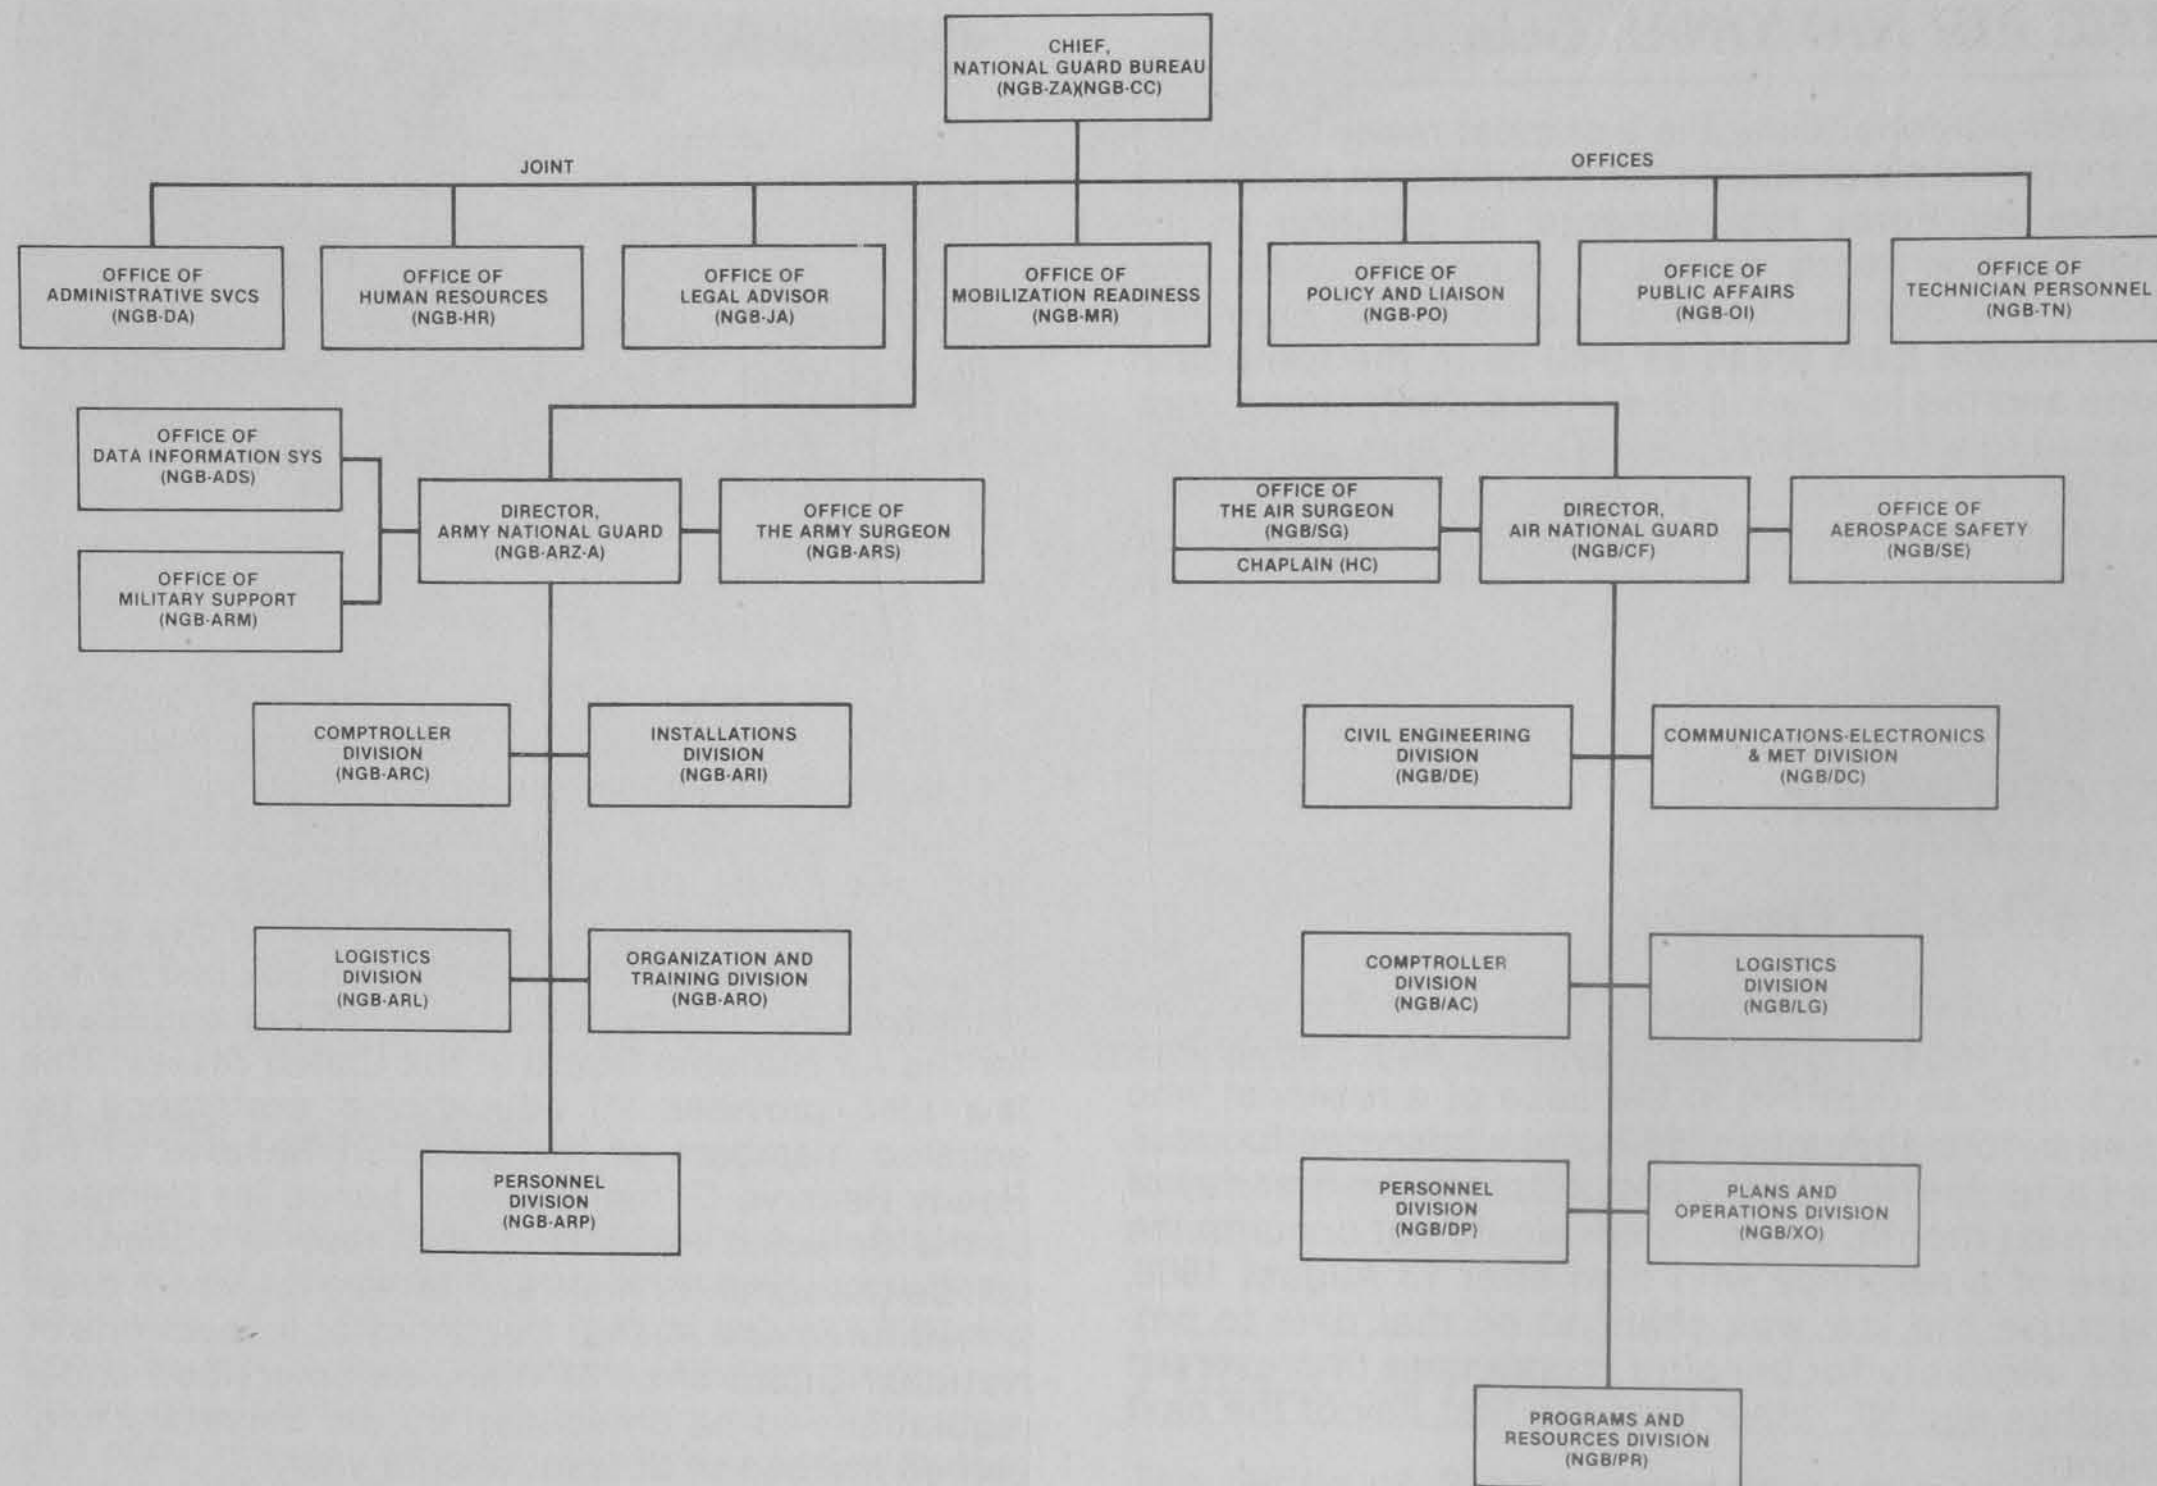 CHIEF,
NATIONAL GUARD BUREAU
(NGB-ZA)(NGB-CC)
JOINT
OFFICES
OFFICE OF
ADMINISTRATIVE SVCS
(NGB-DA)
OFFICE OF
HUMAN RESOURCES
(NGB-HR)
OFFICE OF
LEGAL ADVISOR
(NGB-JA)
OFFICE OF
MOBILIZATION READINESS
(NGB-MR)
OFFICE OF
POLICY AND LIAISON
(NGB-PO)
OFFICE OF
PUBLIC AFFAIRS
(NGB-OI)
OFFICE OF
TECHNICIAN PERSONNEL
(NGB-TN)
OFFICE OF
DATA INFORMATION SYS
(NGB-ADS)
OFFICE OF
MILITARY SUPPORT
(NGB-ARM)
DIRECTOR,
ARMY NATIONAL GUARD
(NGB-ARZ-A)
OFFICE OF
THE ARMY SURGEON
(NGB-ARS)
OFFICE OF
THE AIR SURGEON
(NGB/SG)
CHAPLAIN (HC)
DIRECTOR,
AIR NATIONAL GUARD
(NGB/CF)
OFFICE OF
AEROSPACE SAFETY
(NGB/SE)
COMPTROLLER
DIVISION
(NGB-ARC)
INSTALLATIONS
DIVISION
(NGB-ARI)
CIVIL ENGINEERING
DIVISION
(NGB/DE)
COMMUNICATIONS-ELECTRONICS
& MET DIVISION
(NGB/DC)
LOGISTICS
DIVISION
(NGB-ARL)
ORGANIZATION AND
TRAINING DIVISION
(NGB-ARO)
COMPTROLLER
DIVISION
(NGB/AC)
LOGISTICS
DIVISION
(NGB/LG)
PERSONNEL
DIVISION
(NGB-ARP)
PERSONNEL
DIVISION
(NGB/DP)
PLANS AND
OPERATIONS DIVISION
(NGB/XO)
PROGRAMS AND
RESOURCES DIVISION
(NGB/PR)